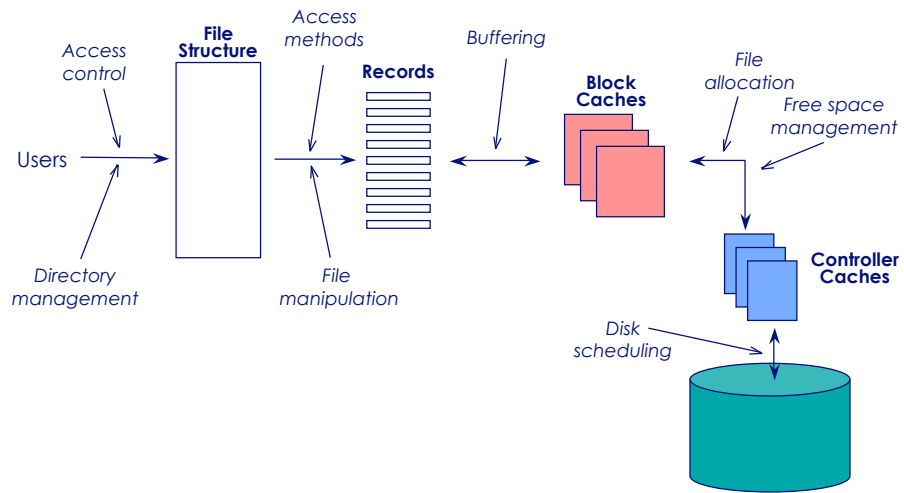 Access
control
File
Structure
Access
methods
Records
Buffering
Block
Caches
File
allocation
Free space
management
Users
Directory
management
File
manipulation
Controller
Caches
Disk
scheduling